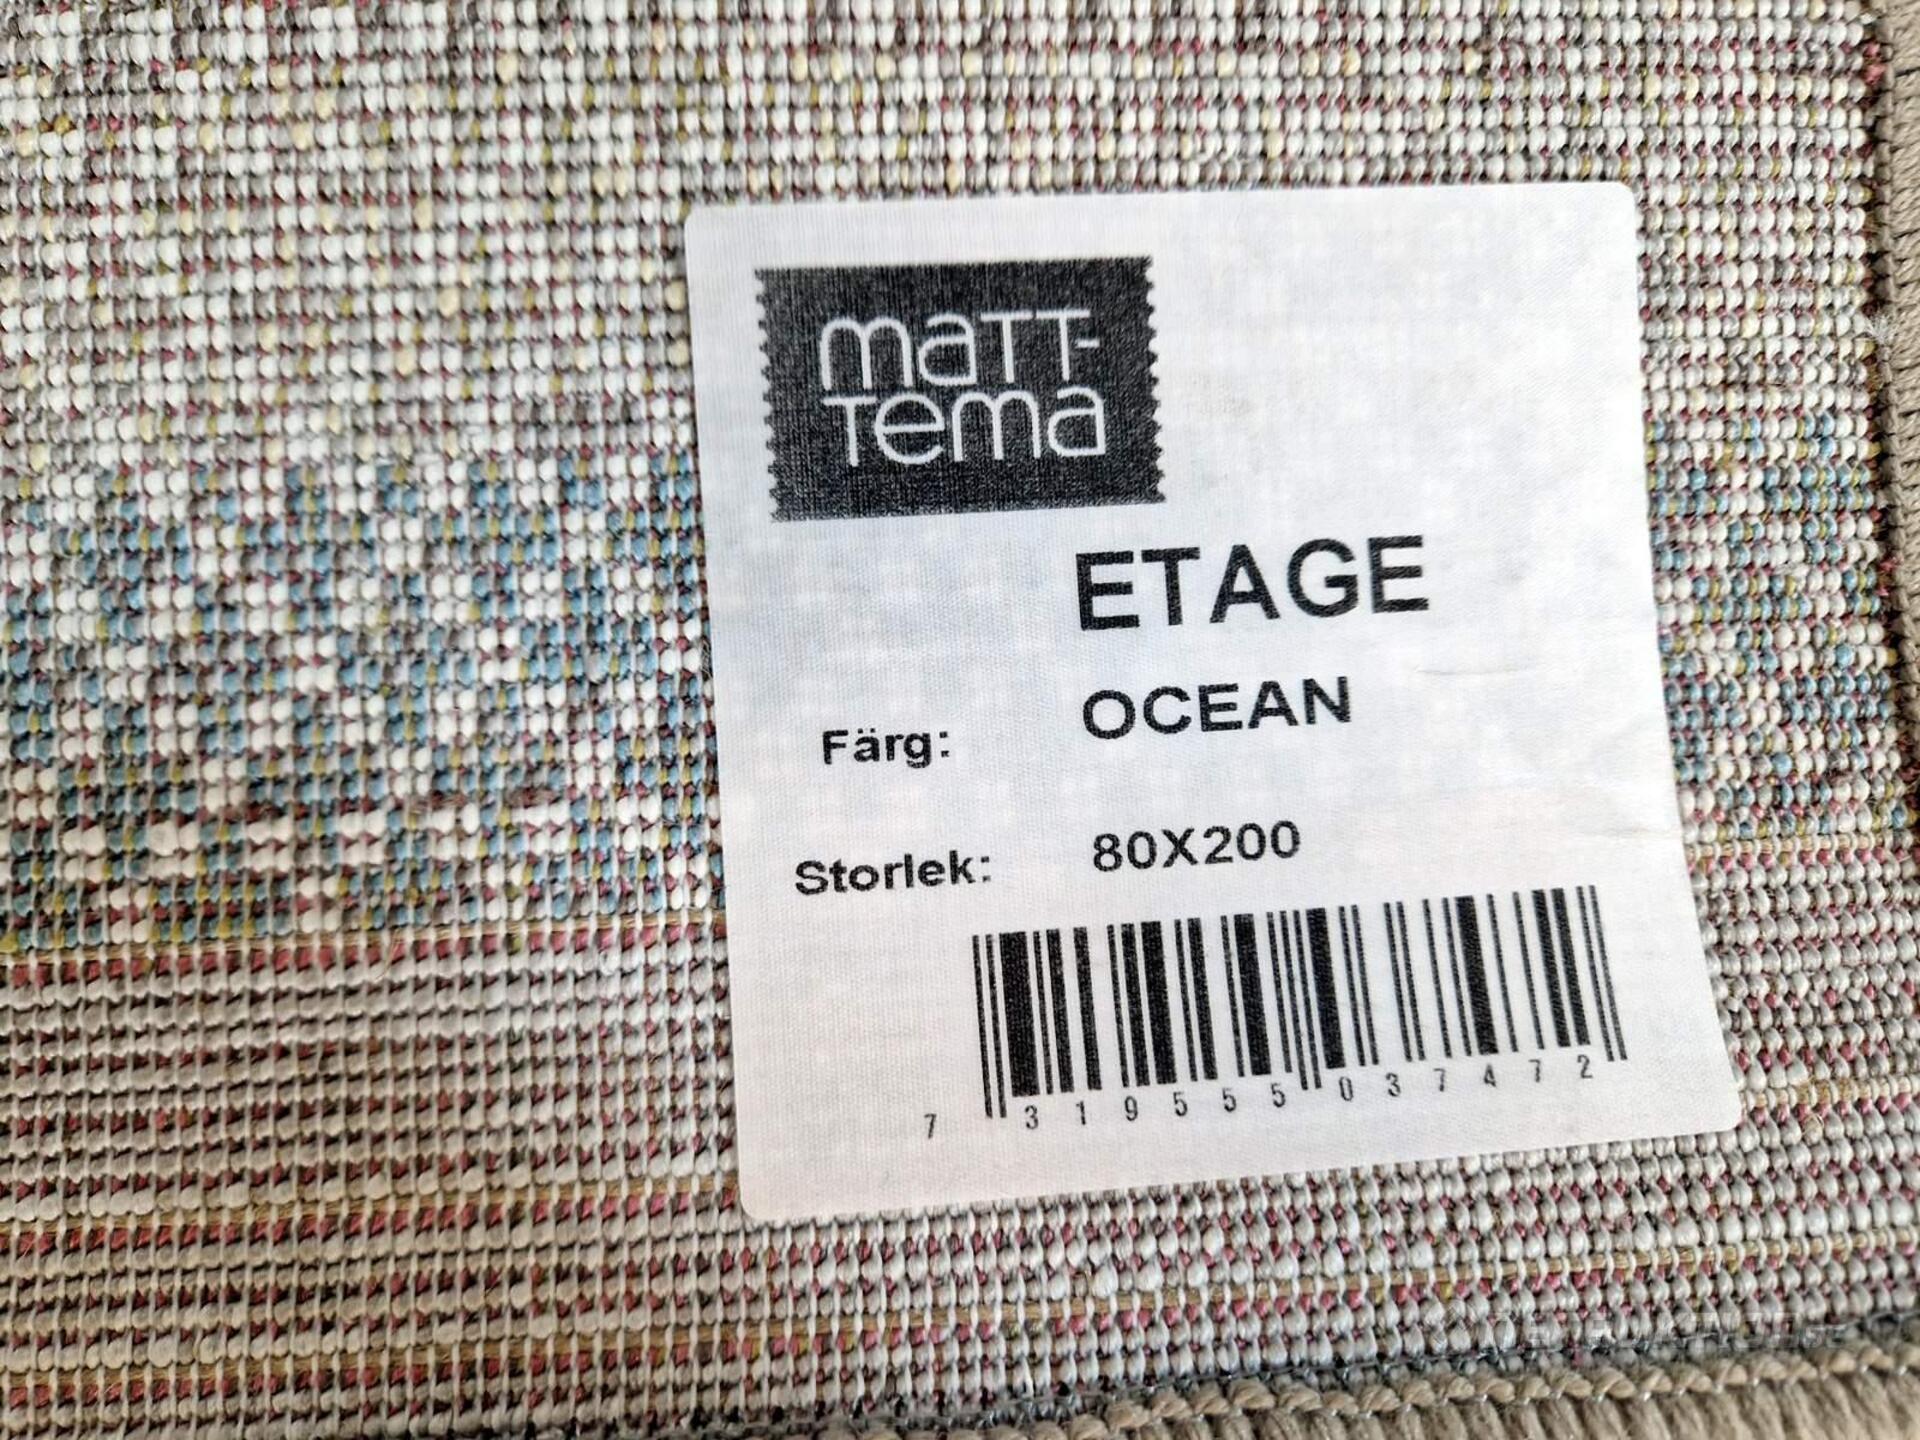 matt-
tema
ETAGE
Färg: OCEAN
Storlek: 80X200
7 319555 037472